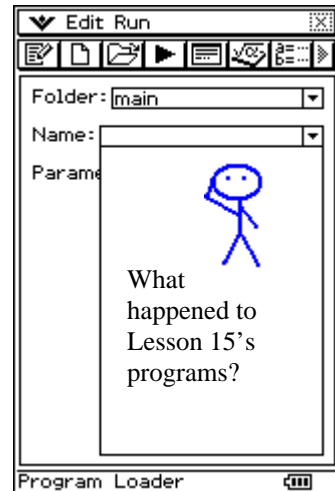 Edit Run
Folder: main
Name:
Parame
What
happened to
Lesson 15's
programs?
Program Loader